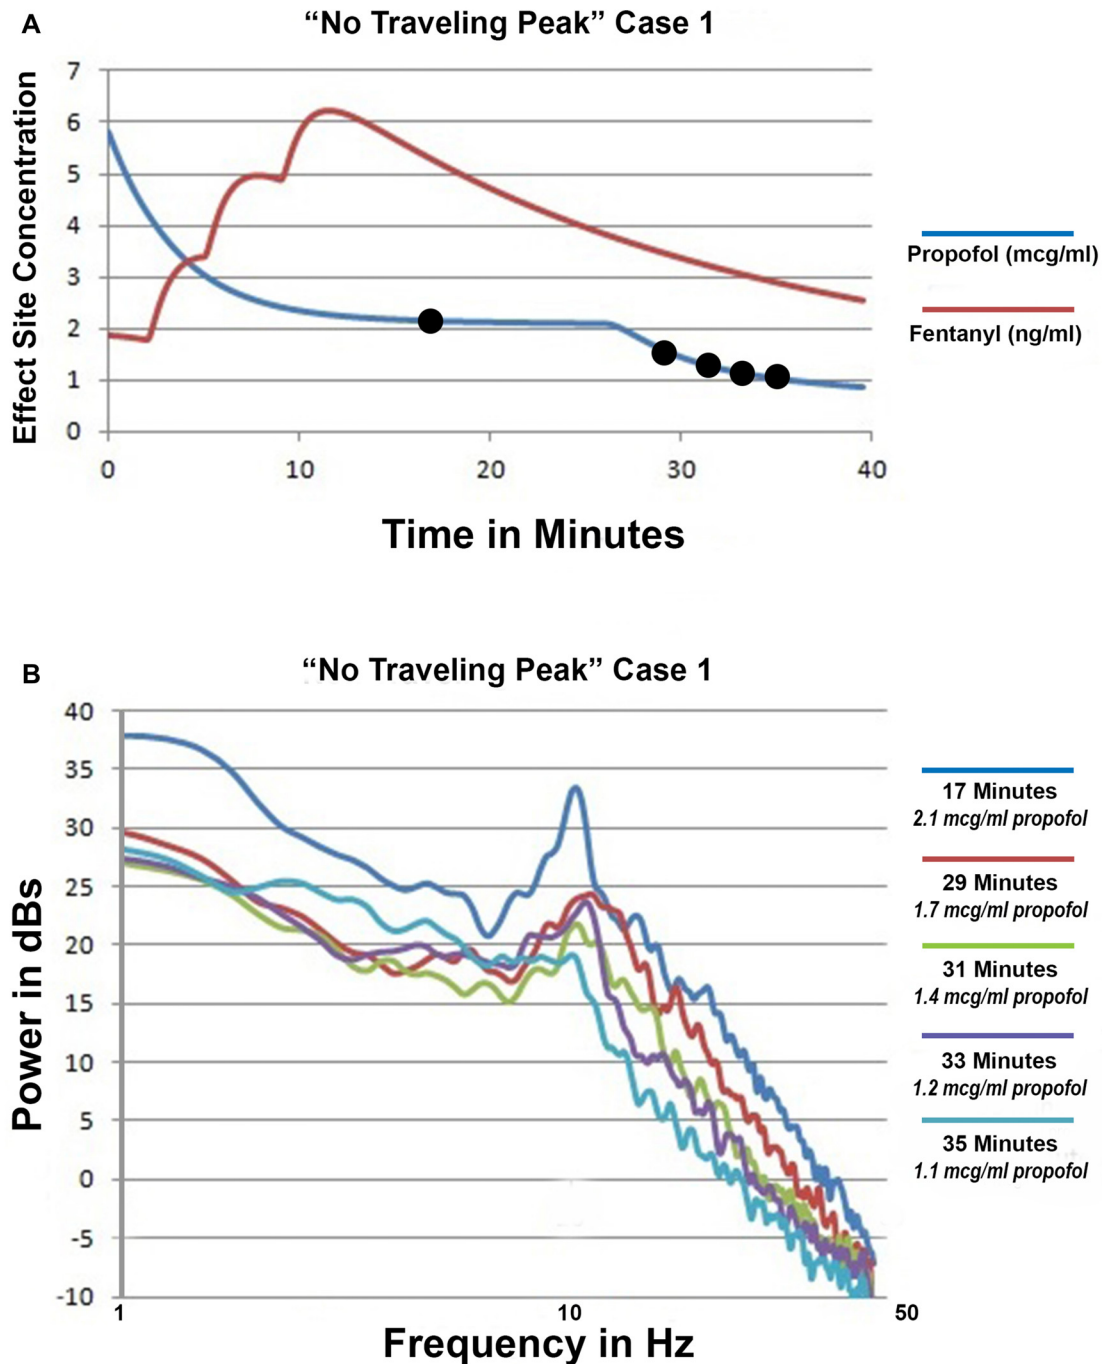 A
“No Traveling Peak” Case 1
Effect Site Concentration
7
6
5
4
3
2
1
0
0 10 20 30 40
Time in Minutes
Propofol (mcg/ml)
Fentanyl (ng/ml)
B
“No Traveling Peak” Case 1
Power in dBs
40
35
30
25
20
15
10
5
0
-5
-10
1 10 50
Frequency in Hz
17 Minutes
2.1 mcg/ml propofol
29 Minutes
1.7 mcg/ml propofol
31 Minutes
1.4 mcg/ml propofol
33 Minutes
1.2 mcg/ml propofol
35 Minutes
1.1 mcg/ml propofol